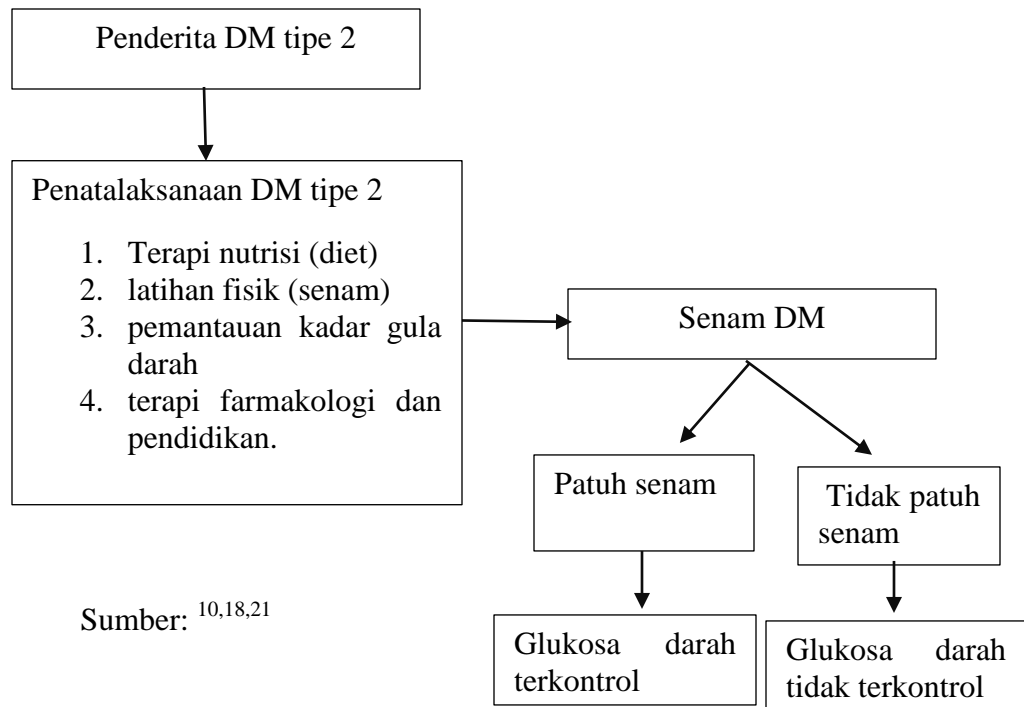 Penderita DM tipe 2
Penatalaksanaan DM tipe 2
1. Terapi nutrisi (diet)
2. latihan fisik (senam)
3. pemantauan kadar gula
darah
4. terapi farmakologi dan
pendidikan.
Senam DM
Patuh senam
Tidak patuh
senam
Glukosa darah
terkontrol
Glukosa darah
tidak terkontrol
Sumber: 10,18,21